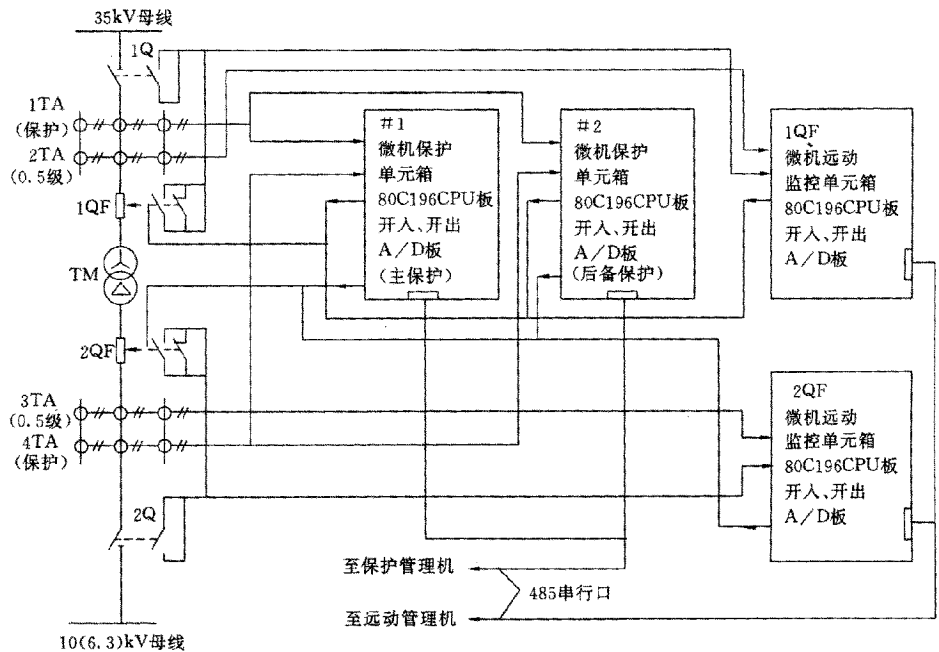 35kV母线
1Q
1TA
(保护)
2TA
(0.5级)
1QF
TM
2QF
3TA
(0.5级)
4TA
(保护)
2Q
10(6.3)kV母线
#1
微机保护
单元箱
80C196CPU板
开入、开出
A/D板
(主保护)
#2
微机保护
单元箱
80C196CPU板
开入、开出
A/D板
(后备保护)
1QF
微机远动
监控单元箱
80C196CPU板
开入、开出
A/D板
2QF
微机远动
监控单元箱
80C196CPU板
开入、开出
A/D板
至保护管理机
485串行口
至远动管理机